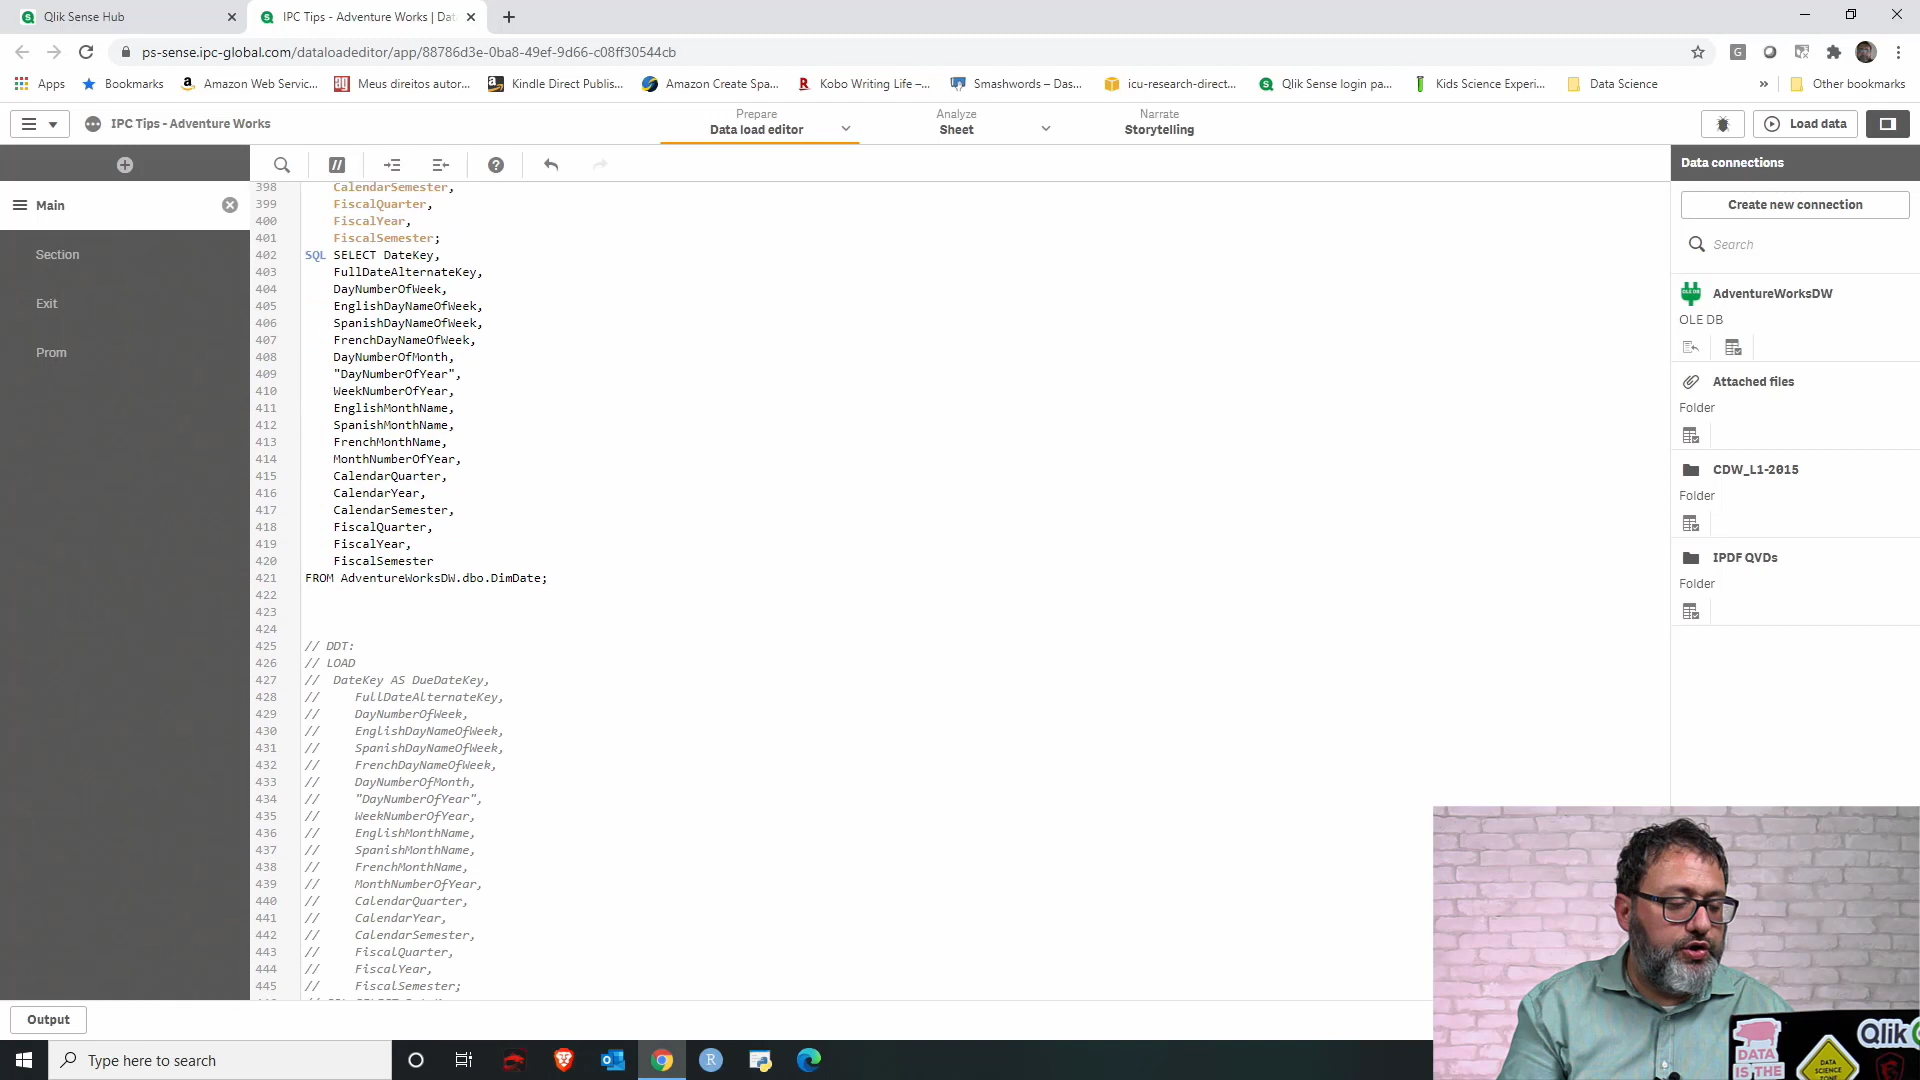 Qlik Sense Hub
IPC Tips - Adventure Works | Dat
ps-sense.ipc-global.com/dataloadeditor/app/88786d3e-0ba8-49ef-9d66-c08ff30544cb
Apps
Bookmarks
Amazon Web Servic...
Meus direitos autor...
Kindle Direct Publis...
Amazon Create Spa...
Kobo Writing Life –...
Smashwords – Das...
icu-research-direct...
Qlik Sense login pa...
Kids Science Experi...
Data Science
Other bookmarks
IPC Tips - Adventure Works
Prepare
Data load editor
Analyze
Sheet
Narrate
Storytelling
Load data
Main
Section
Exit
Prom
398 CalendarSemester,
399 FiscalQuarter,
400 FiscalYear,
401 FiscalSemester;
402 SQL SELECT DateKey,
403 FullDateAlternateKey,
404 DayNumberOfWeek,
405 EnglishDayNameOfWeek,
406 SpanishDayNameOfWeek,
407 FrenchDayNameOfWeek,
408 DayNumberOfMonth,
409 "DayNumberOfYear",
410 WeekNumberOfYear,
411 EnglishMonthName,
412 SpanishMonthName,
413 FrenchMonthName,
414 MonthNumberOfYear,
415 CalendarQuarter,
416 CalendarYear,
417 CalendarSemester,
418 FiscalQuarter,
419 FiscalYear,
420 FiscalSemester
421 FROM AdventureWorksDW.dbo.DimDate;
422
423
424
425 // DDT:
426 // LOAD
427 // DateKey AS DueDateKey,
428 // FullDateAlternateKey,
429 // DayNumberOfWeek,
430 // EnglishDayNameOfWeek,
431 // SpanishDayNameOfWeek,
432 // FrenchDayNameOfWeek,
433 // DayNumberOfMonth,
434 // "DayNumberOfYear",
435 // WeekNumberOfYear,
436 // EnglishMonthName,
437 // SpanishMonthName,
438 // FrenchMonthName,
439 // MonthNumberOfYear,
440 // CalendarQuarter,
441 // CalendarYear,
442 // CalendarSemester,
443 // FiscalQuarter,
444 // FiscalYear,
445 // FiscalSemester;
Data connections
Create new connection
Search
AdventureWorksDW
OLE DB
Attached files
Folder
CDW_L1-2015
Folder
IPDF QVDs
Folder
Output
Type here to search
Qlik
DATA
IS THE
DATA
SCIENCE
ZONE